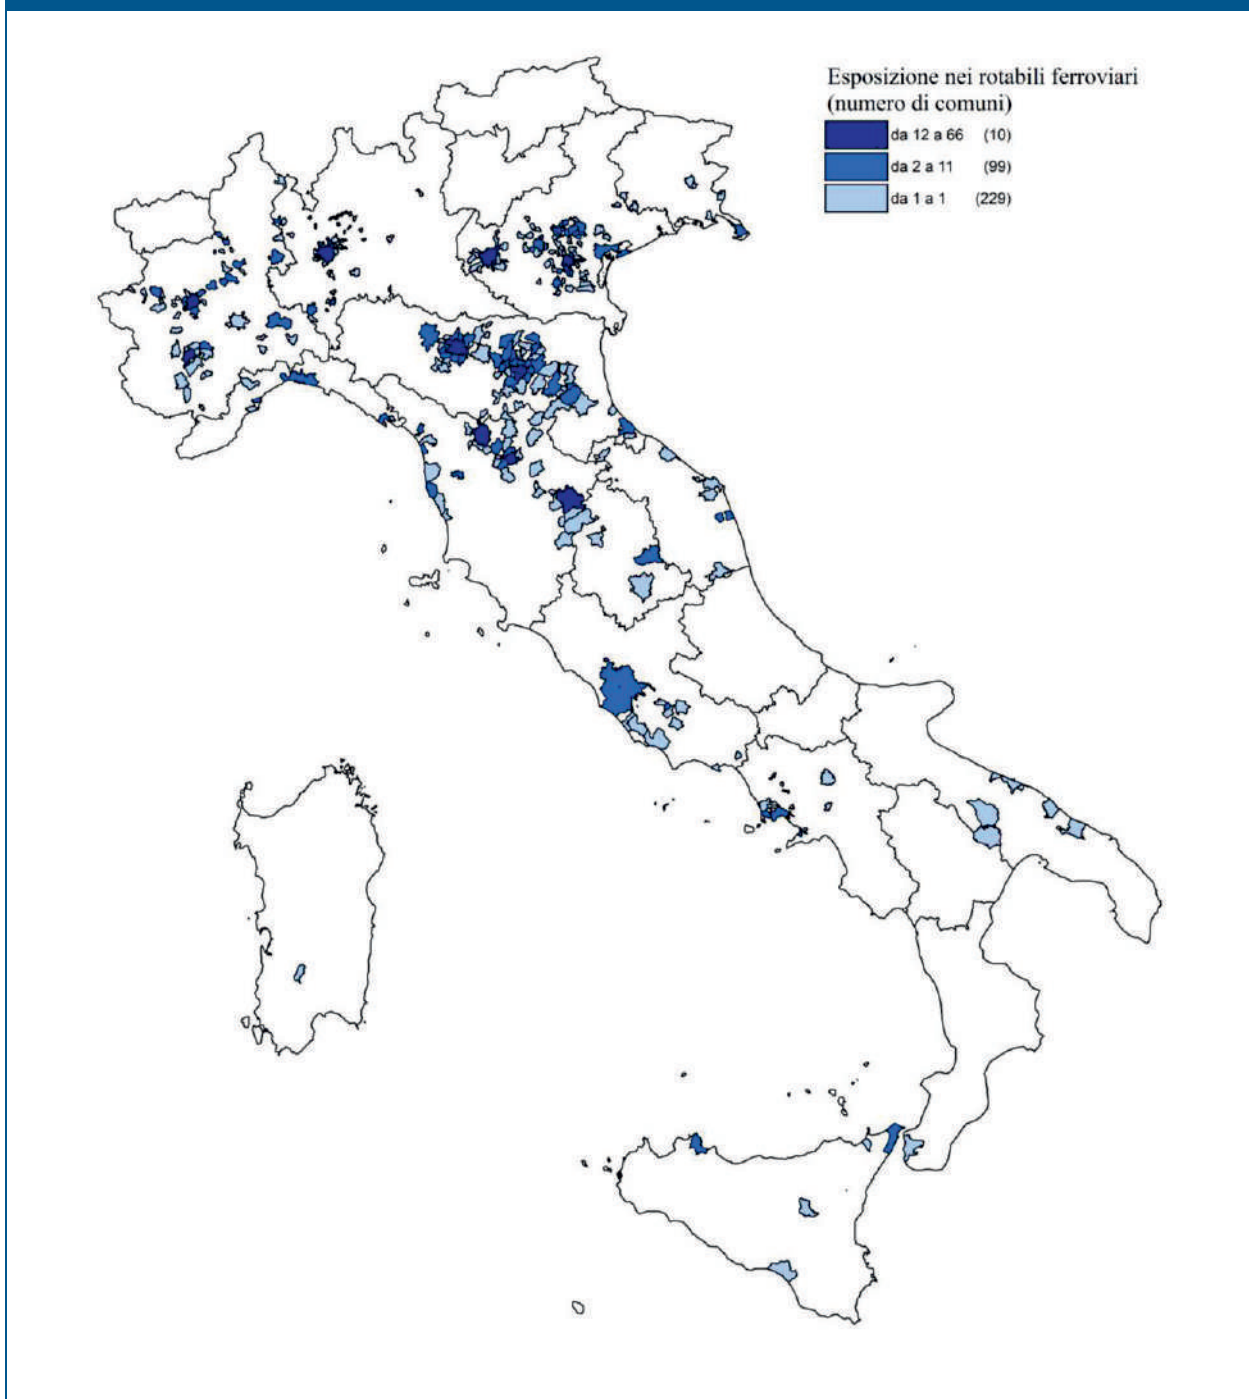 Esposizione nei rotabili ferroviari
(numero di comuni)
da 12 a 66 (10)
da 2 a 11 (99)
da 1 a 1 (229)